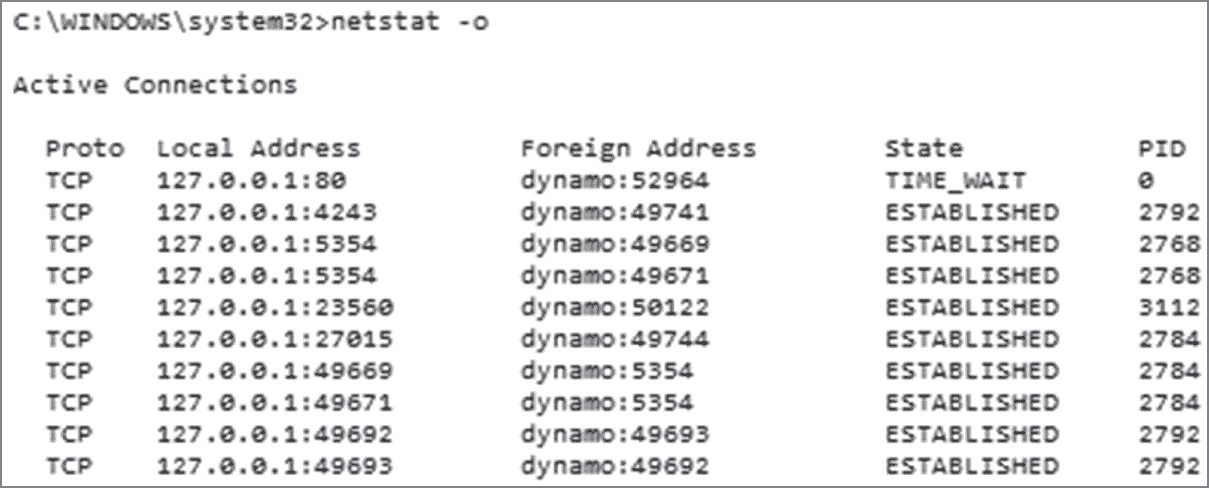 C:\WINDOWS\system32>netstat -o
Active Connections
Proto Local Address Foreign Address State PID
TCP 127.0.0.1:80 dynamo:52964 TIME_WAIT 0
TCP 127.0.0.1:4243 dynamo:49741 ESTABLISHED 2792
TCP 127.0.0.1:5354 dynamo:49669 ESTABLISHED 2768
TCP 127.0.0.1:5354 dynamo:49671 ESTABLISHED 2768
TCP 127.0.0.1:23560 dynamo:50122 ESTABLISHED 3112
TCP 127.0.0.1:27015 dynamo:49744 ESTABLISHED 2784
TCP 127.0.0.1:49669 dynamo:5354 ESTABLISHED 2784
TCP 127.0.0.1:49671 dynamo:5354 ESTABLISHED 2784
TCP 127.0.0.1:49692 dynamo:49693 ESTABLISHED 2792
TCP 127.0.0.1:49693 dynamo:49692 ESTABLISHED 2792